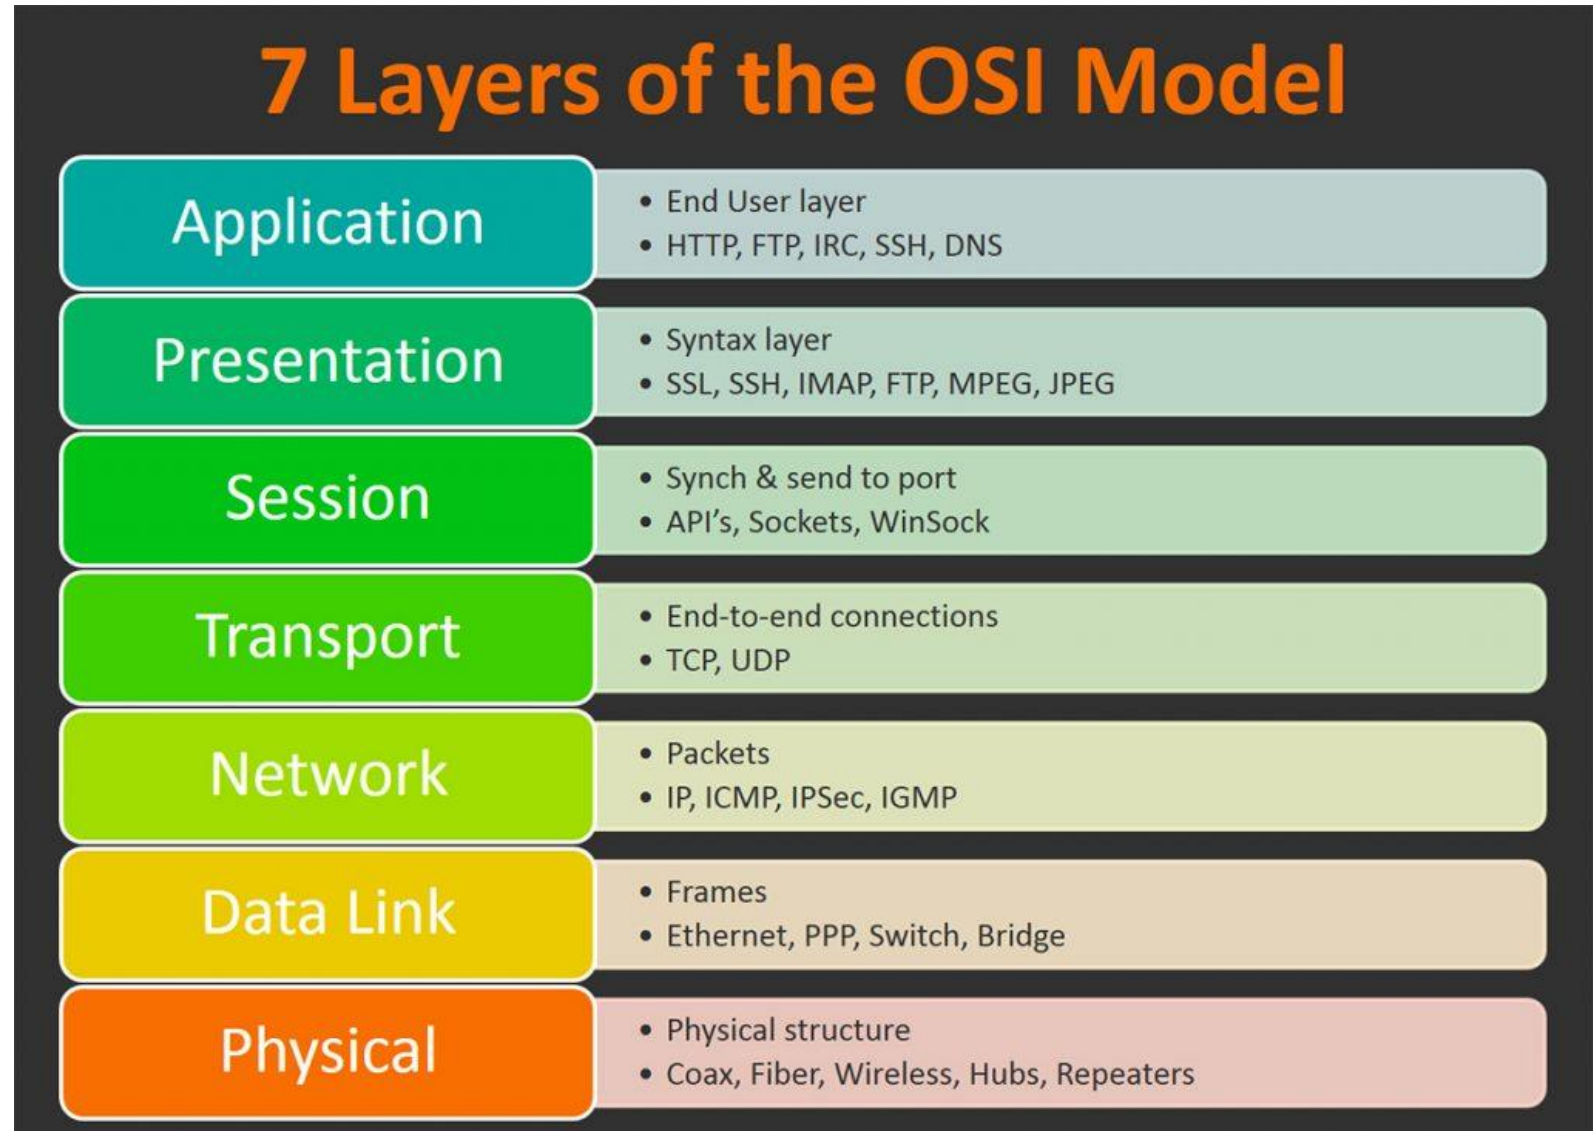 7 Layers of the OSI Model
Application
• End User layer
• HTTP, FTP, IRC, SSH, DNS
Presentation
• Syntax layer
• SSL, SSH, IMAP, FTP, MPEG, JPEG
Session
• Synch & send to port
• API’s, Sockets, WinSock
Transport
• End-to-end connections
• TCP, UDP
Network
• Packets
• IP, ICMP, IPSec, IGMP
Data Link
• Frames
• Ethernet, PPP, Switch, Bridge
Physical
• Physical structure
• Coax, Fiber, Wireless, Hubs, Repeaters